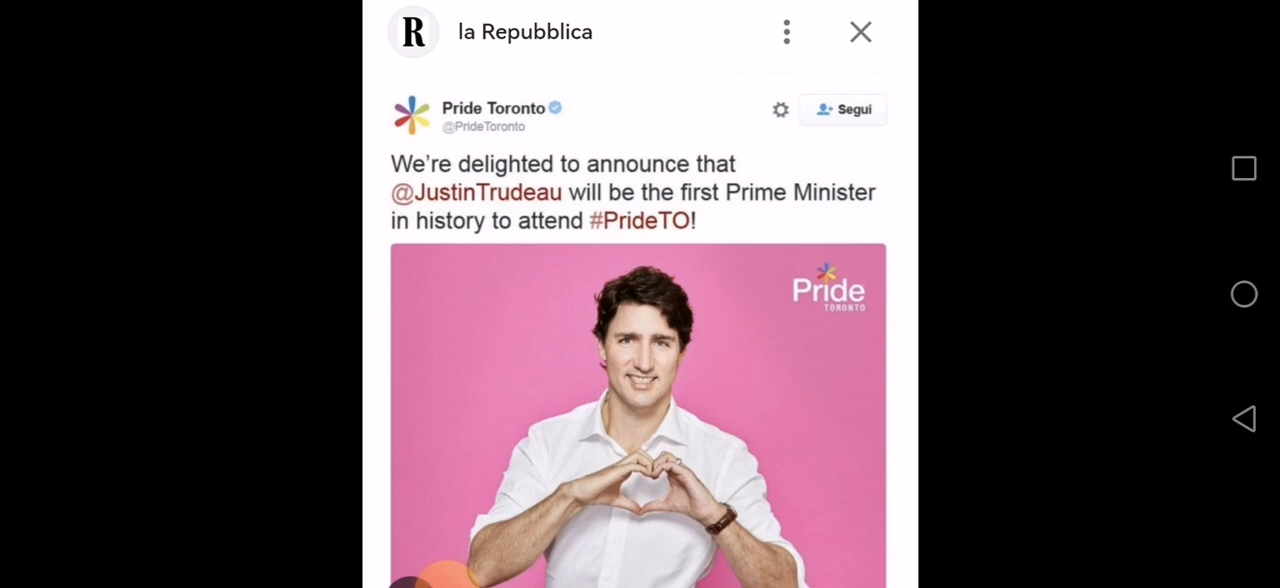 R la Repubblica
Pride Toronto
@PrideToronto
Segui
We're delighted to announce that
@JustinTrudeau will be the first Prime Minister
in history to attend #PrideTO!
Pride
TORONTO